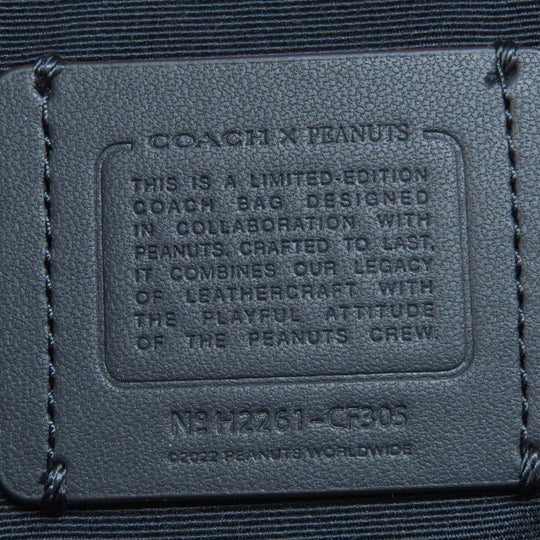 COACH × PEANUTS
THIS IS A LIMITED-EDITION
COACH BAG DESIGNED
IN COLLABORATION WITH
PEANUTS. CRAFTED TO LAST,
IT COMBINES OUR LEGACY
OF LEATHERCRAFT WITH
THE PLAYFUL ATTITUDE
OF THE PEANUTS CREW.
Nº H2261-CF305
©2022 PEANUTS WORLDWIDE